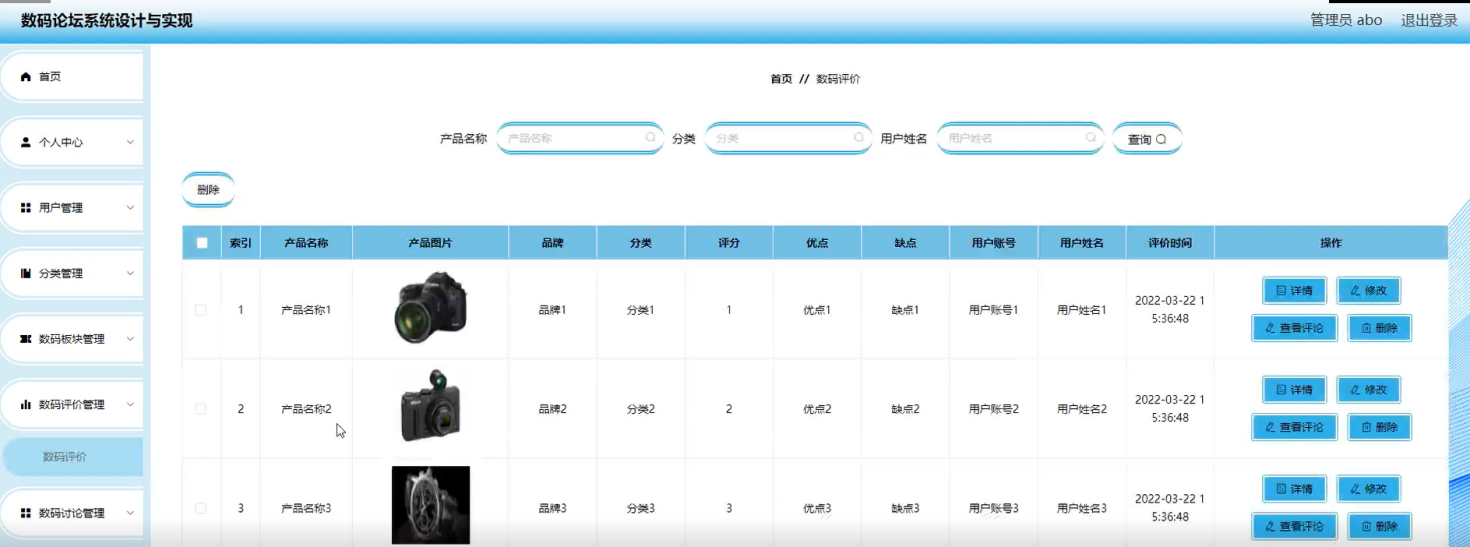 数码论坛系统设计与实现
管理员 abo 退出登录
首页
个人中心
用户管理
分类管理
数码板块管理
数码评价管理
数码评价
数码讨论管理
首页 // 数码评价
产品名称 产品名称 分类 分类 用户姓名 用户姓名 查询
删除
索引 产品名称 产品图片 品牌 分类 评分 优点 缺点 用户账号 用户姓名 评价时间 操作
1 产品名称1 品牌1 分类1 1 优点1 缺点1 用户账号1 用户姓名1 2022-03-22 1
5:36:48
详情 修改
查看评论 删除
2 产品名称2 品牌2 分类2 2 优点2 缺点2 用户账号2 用户姓名2 2022-03-22 1
5:36:48
详情 修改
查看评论 删除
3 产品名称3 品牌3 分类3 3 优点3 缺点3 用户账号3 用户姓名3 2022-03-22 1
5:36:48
详情 修改
查看评论 删除